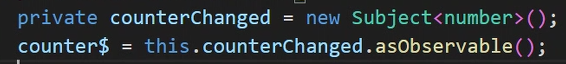 private counterChanged = new Subject<number>();
counter$ = this.counterChanged.asObservable();